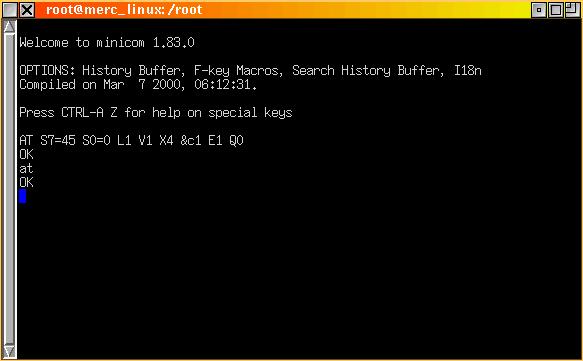 root@merc_linux:/root
Welcome to minicom 1.83.0
OPTIONS: History Buffer, F-key Macros, Search History Buffer, I18n
Compiled on Mar  7 2000, 06:12:31.
Press CTRL-A Z for help on special keys
AT S7=45 S0=0 L1 V1 X4 &c1 E1 Q0
OK
at
OK